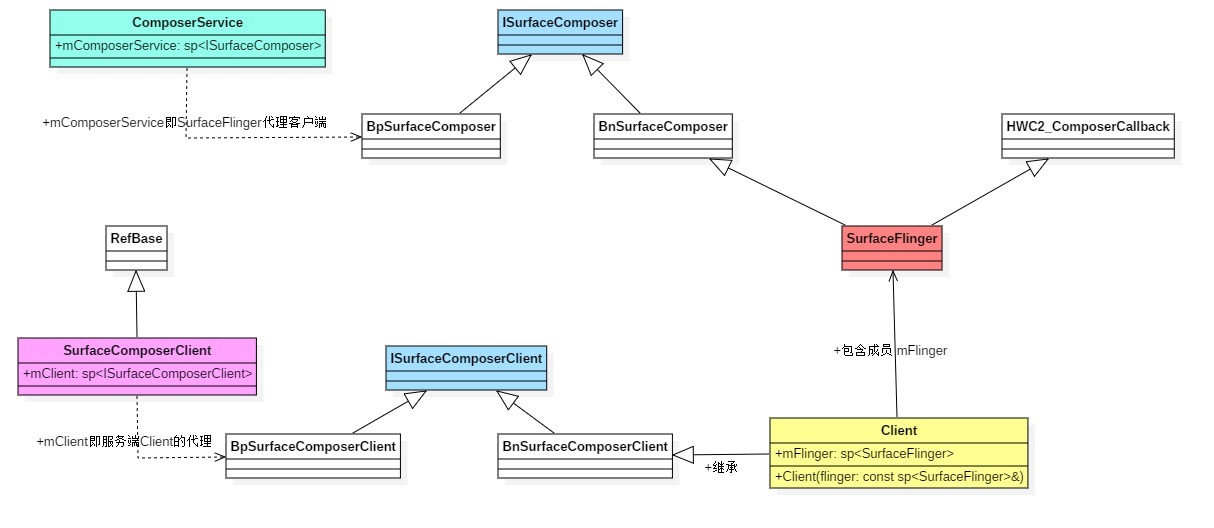 ComposerService
+mComposerService: sp<ISurfaceComposer>
ISurfaceComposer
+mComposerService即SurfaceFlinger代理客户端
BpSurfaceComposer
BnSurfaceComposer
HWC2_ComposerCallback
RefBase
SurfaceFlinger
SurfaceComposerClient
+mClient: sp<ISurfaceComposerClient>
ISurfaceComposerClient
+包含成员 mFlinger
+mClient即服务端Client的代理
BpSurfaceComposerClient
BnSurfaceComposerClient
+继承
Client
+mFlinger: sp<SurfaceFlinger>
+Client(flinger: const sp<SurfaceFlinger>&)